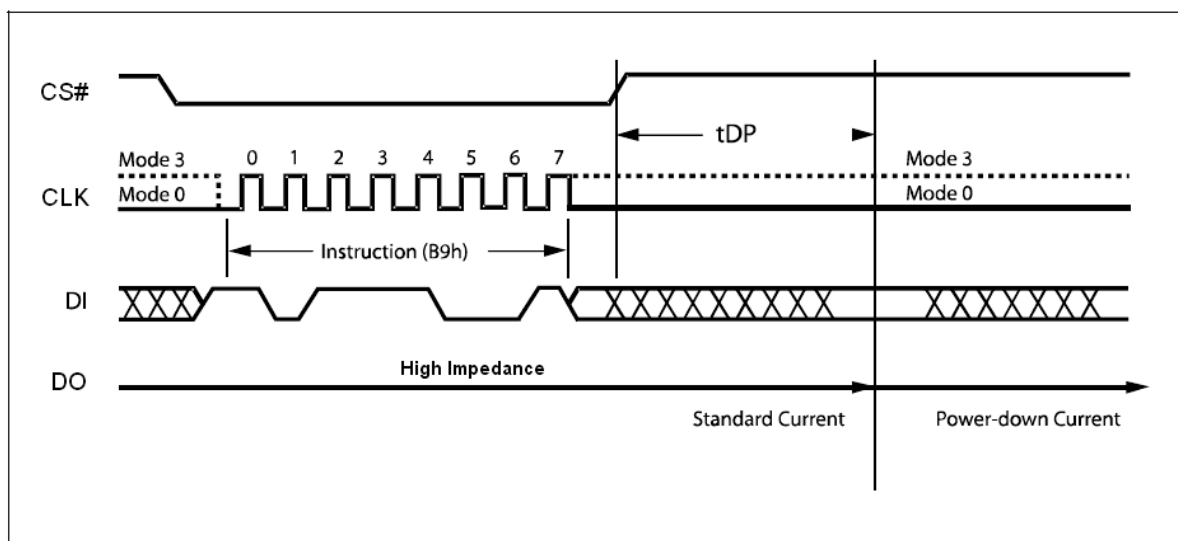 CS#
tDP
Mode 3
0 1 2 3 4 5 6 7
Mode 3
CLK
Mode 0
Mode 0
Instruction (B9h)
DI
High Impedance
DO
Standard Current
Power-down Current